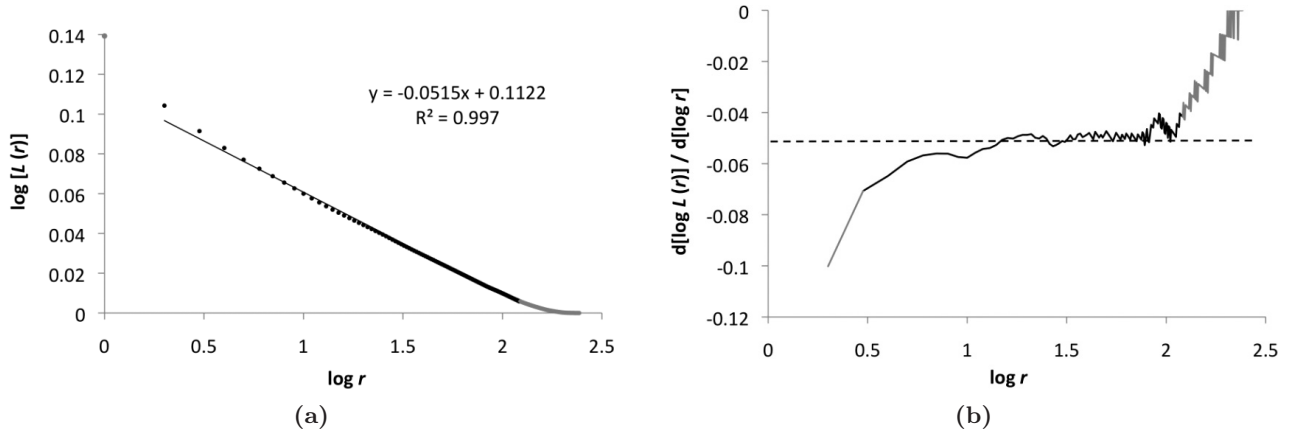 0.14
0.12
0.1
0.08
0.06
0.04
0.02
0
log [L (r)]
y = -0.0515x + 0.1122
R² = 0.997
0 0.5 1 1.5 2 2.5
log r
(a)
0
-0.02
-0.04
-0.06
-0.08
-0.1
-0.12
d[log L (r)] / d[log r]
0 0.5 1 1.5 2 2.5
log r
(b)